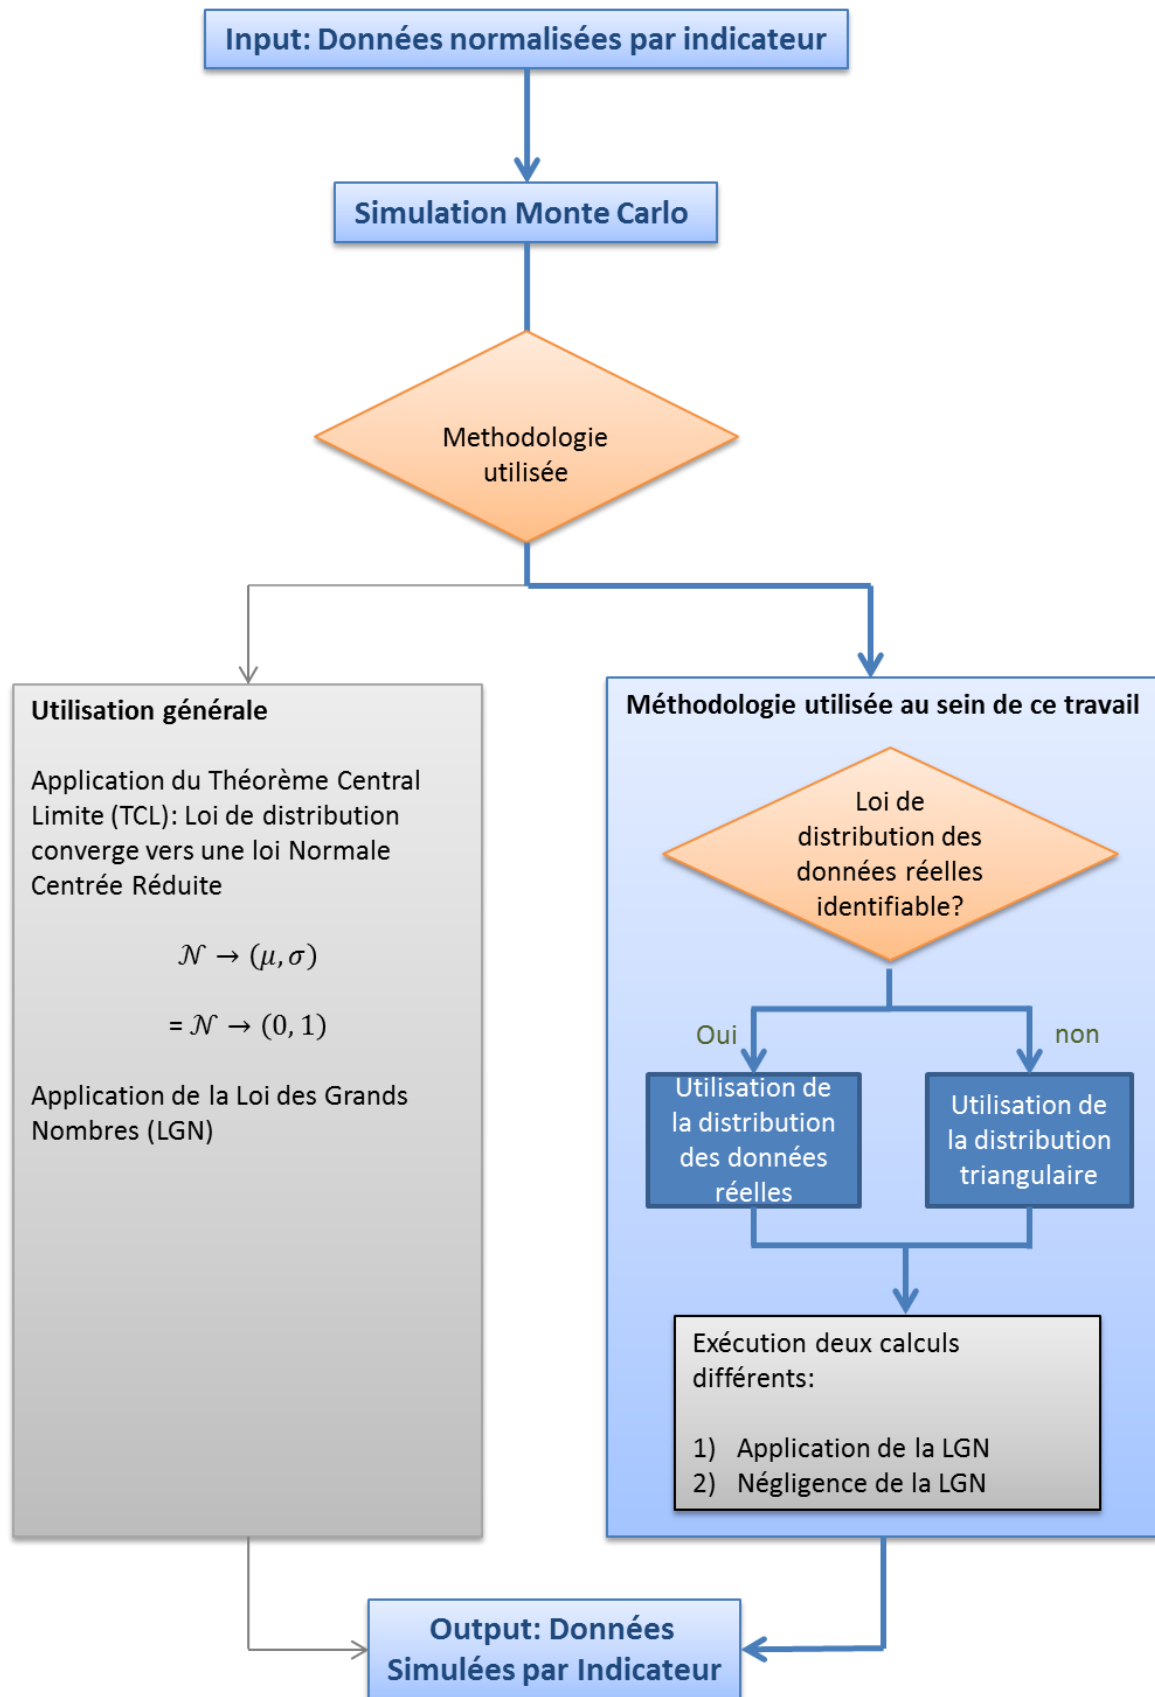 Input: Données normalisées par indicateur
Simulation Monte Carlo
Methodologie
utilisée
Utilisation générale
Application du Théorème Central
Limite (TCL): Loi de distribution
converge vers une loi Normale
Centrée Réduite
𝒩 → (μ, σ)
= 𝒩 → (0, 1)
Application de la Loi des Grands
Nombres (LGN)
Méthodologie utilisée au sein de ce travail
Loi de
distribution des
données réelles
identifiable?
Oui
non
Utilisation de
la distribution
des données
réelles
Utilisation de
la distribution
triangulaire
Exécution deux calculs
différents:
1) Application de la LGN
2) Négligence de la LGN
Output: Données
Simulées par Indicateur